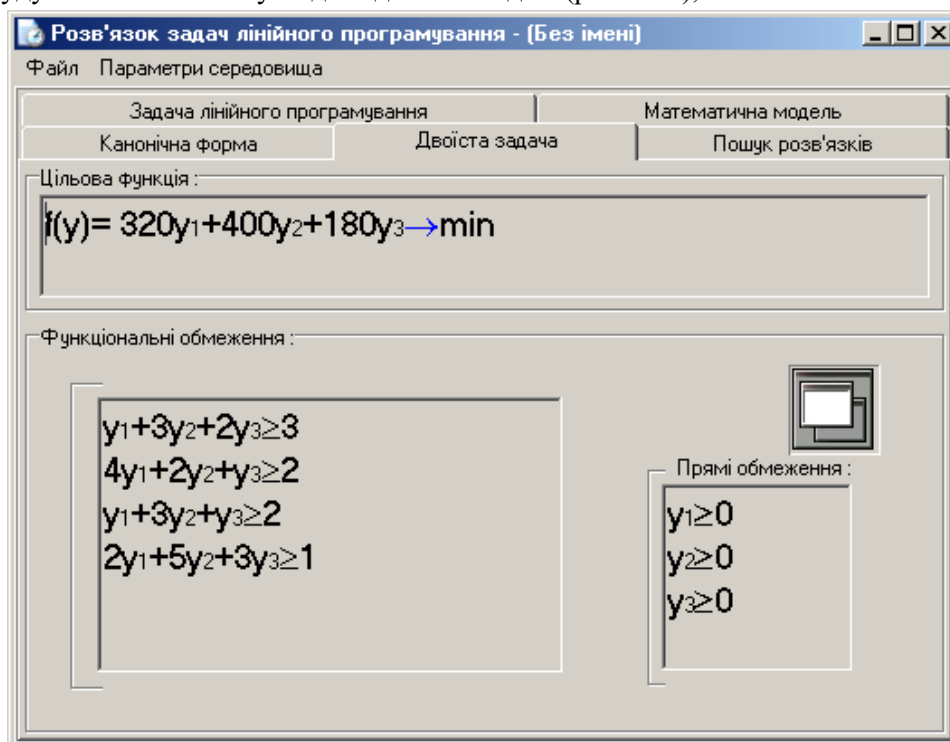 Розв'язок задач лінійного програмування - (Без імені)
Файл Параметри середовища
Задача лінійного програмування Математична модель
Канонічна форма Двоїста задача Пошук розв'язків
Цільова функція :
f(y)= 320y1+400y2+180y3→min
Функціональні обмеження :
y1+3y2+2y3≥3
4y1+2y2+y3≥2
y1+3y2+y3≥2
2y1+5y2+3y3≥1
Прямі обмеження :
y1≥0
y2≥0
y3≥0